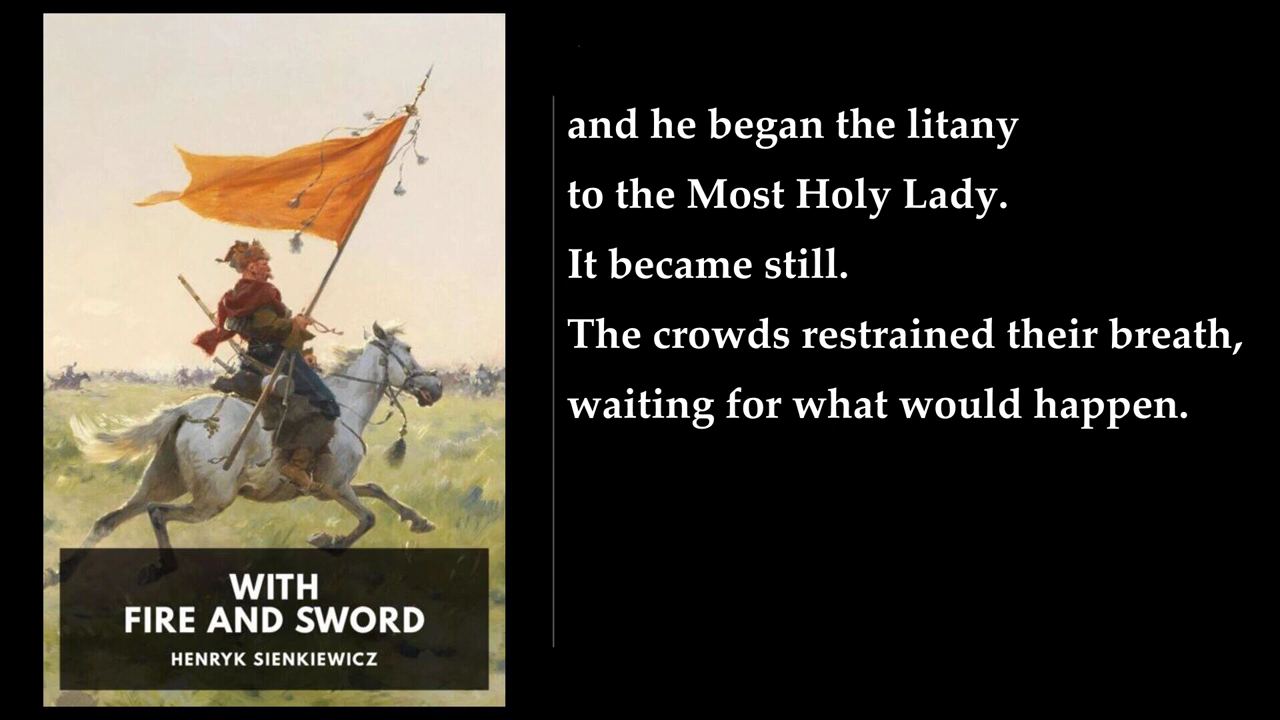 WITH
FIRE AND SWORD
HENRYK SIENKIEWICZ
and he began the litany
to the Most Holy Lady.
It became still.
The crowds restrained their breath,
waiting for what would happen.